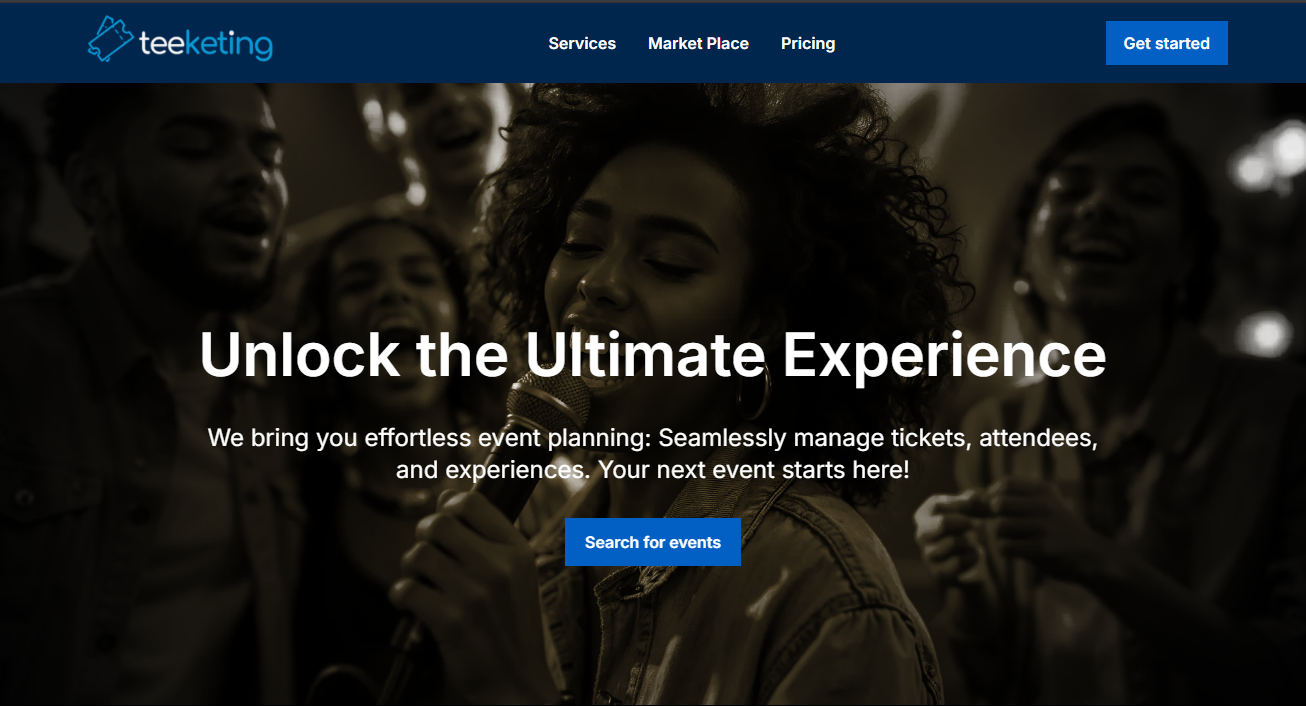 teeketing
Services
Market Place
Pricing
Get started
Unlock the Ultimate Experience
We bring you effortless event planning: Seamlessly manage tickets, attendees,
and experiences. Your next event starts here!
Search for events